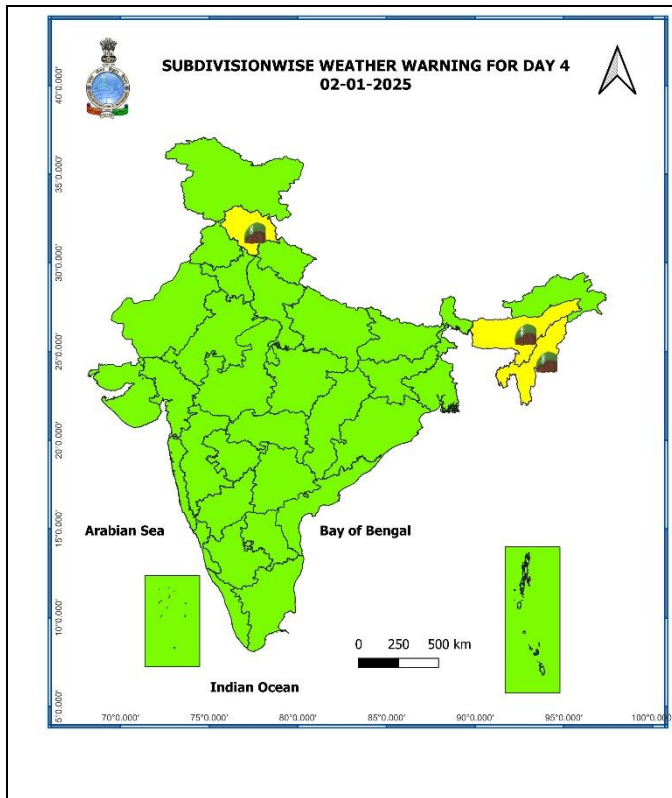 SUBDIVISIONWISE WEATHER WARNING FOR DAY 4
02-01-2025
40°0.000'
35°0.000'
30°0.000'
25°0.000'
20°0.000'
15°0.000'
10°0.000'
5°0.000'
Arabian Sea
Bay of Bengal
0 250 500 km
Indian Ocean
70°0.000' 75°0.000' 80°0.000' 85°0.000' 90°0.000' 95°0.000' 100°0.000'